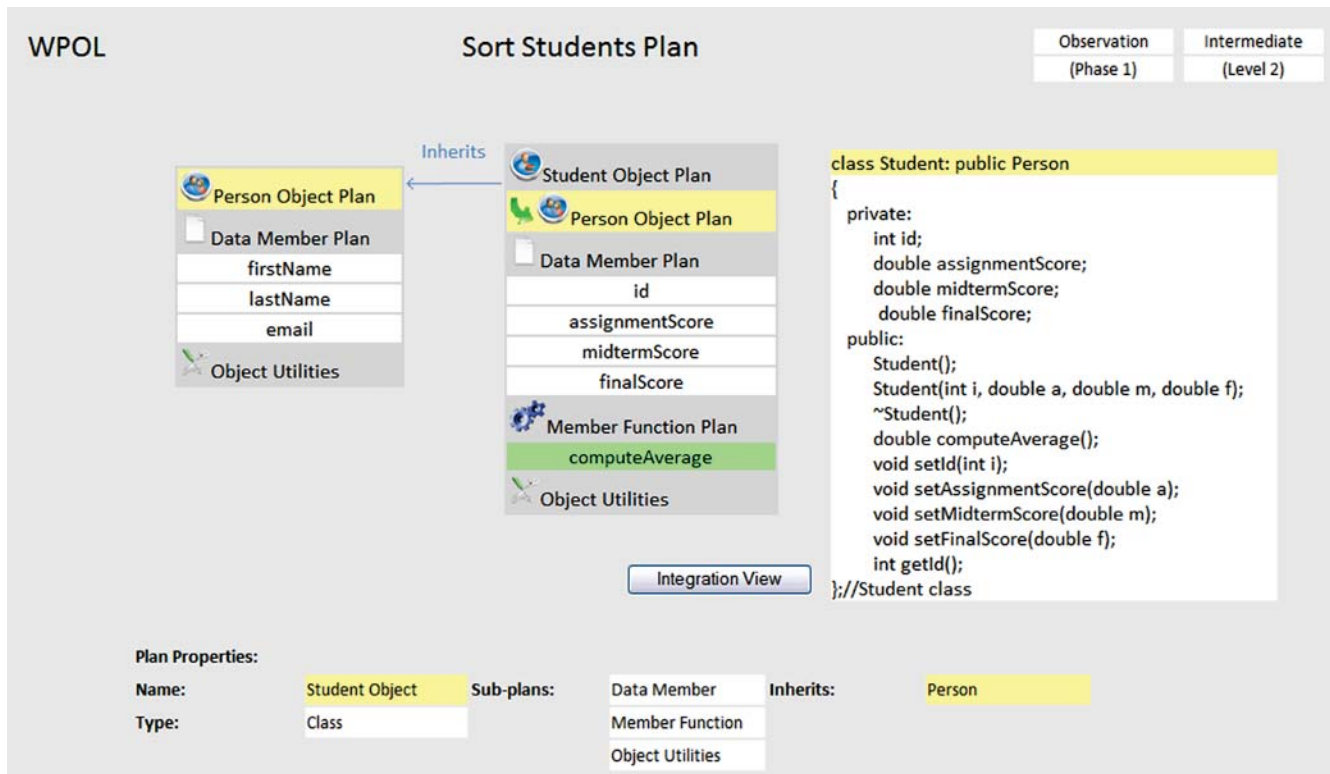 WPOL
Sort Students Plan
Observation
Intermediate
(Phase 1)
(Level 2)
Inherits
Person Object Plan
Data Member Plan
firstName
lastName
email
Object Utilities
Student Object Plan
Person Object Plan
Data Member Plan
id
assignmentScore
midtermScore
finalScore
Member Function Plan
computeAverage
Object Utilities
Integration View
class Student: public Person
{
private:
int id;
double assignmentScore;
double midtermScore;
double finalScore;
public:
Student();
Student(int i, double a, double m, double f);
~Student();
double computeAverage();
void setId(int i);
void setAssignmentScore(double a);
void setMidtermScore(double m);
void setFinalScore(double f);
int getId();
};//Student class
Plan Properties:
Name: Student Object Sub-plans: Data Member Inherits: Person
Type: Class Member Function
Object Utilities